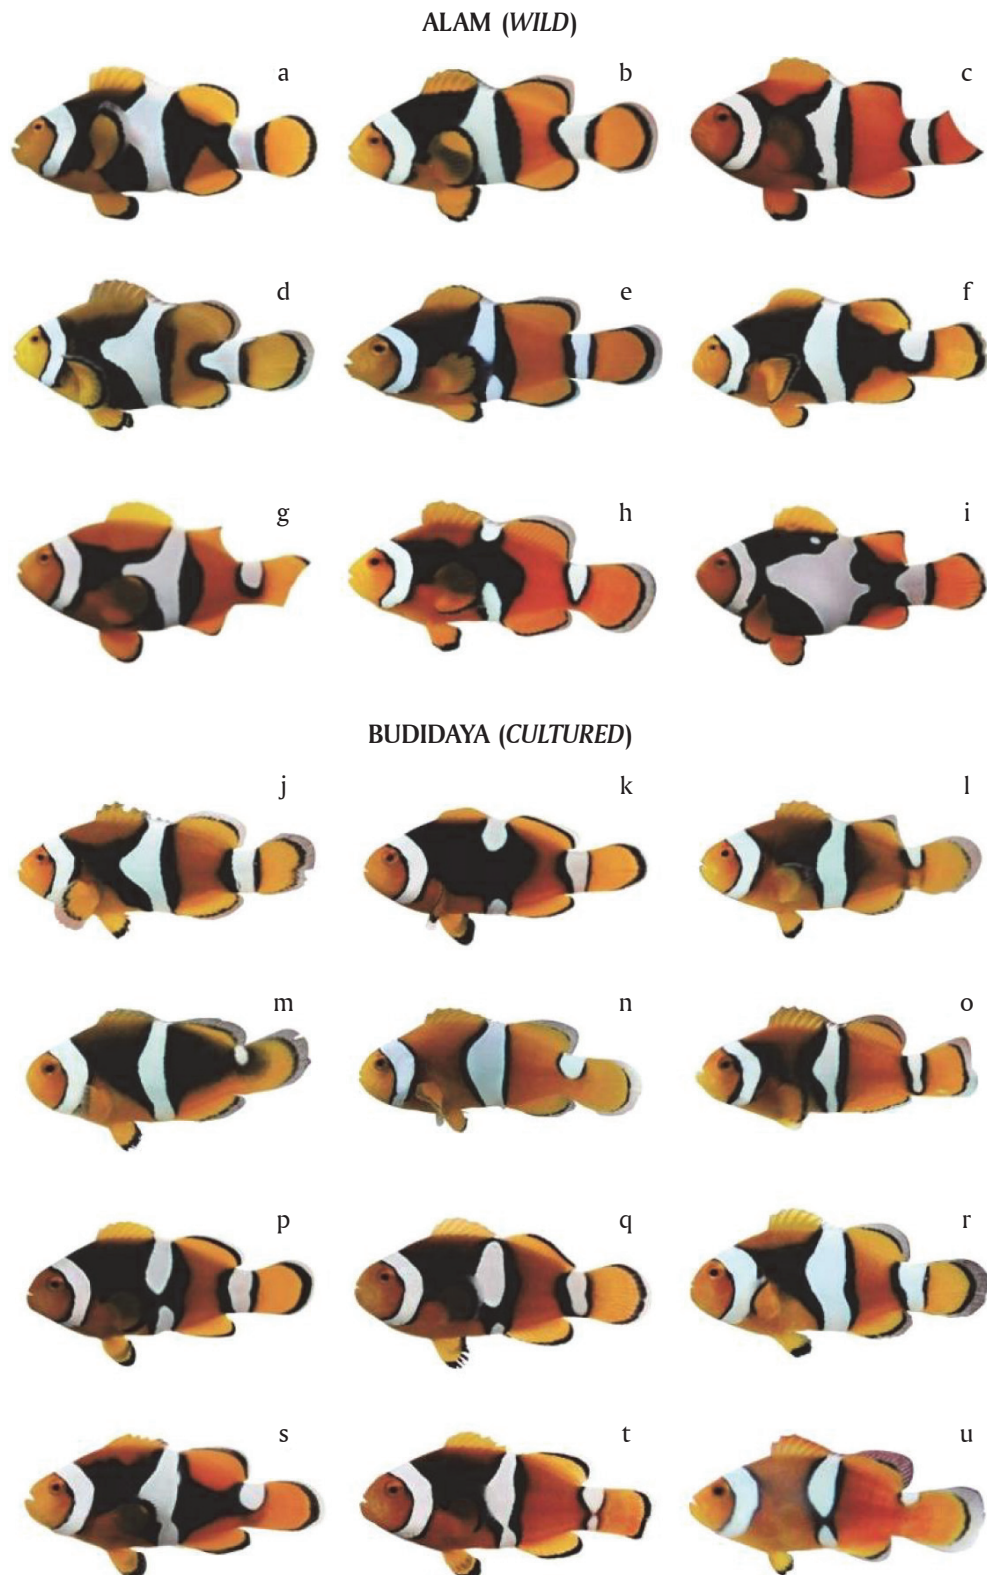 ALAM (WILD)
a b c
d e f
g h i
BUDIDAYA (CULTURED)
j k l
m n o
p q r
s t u